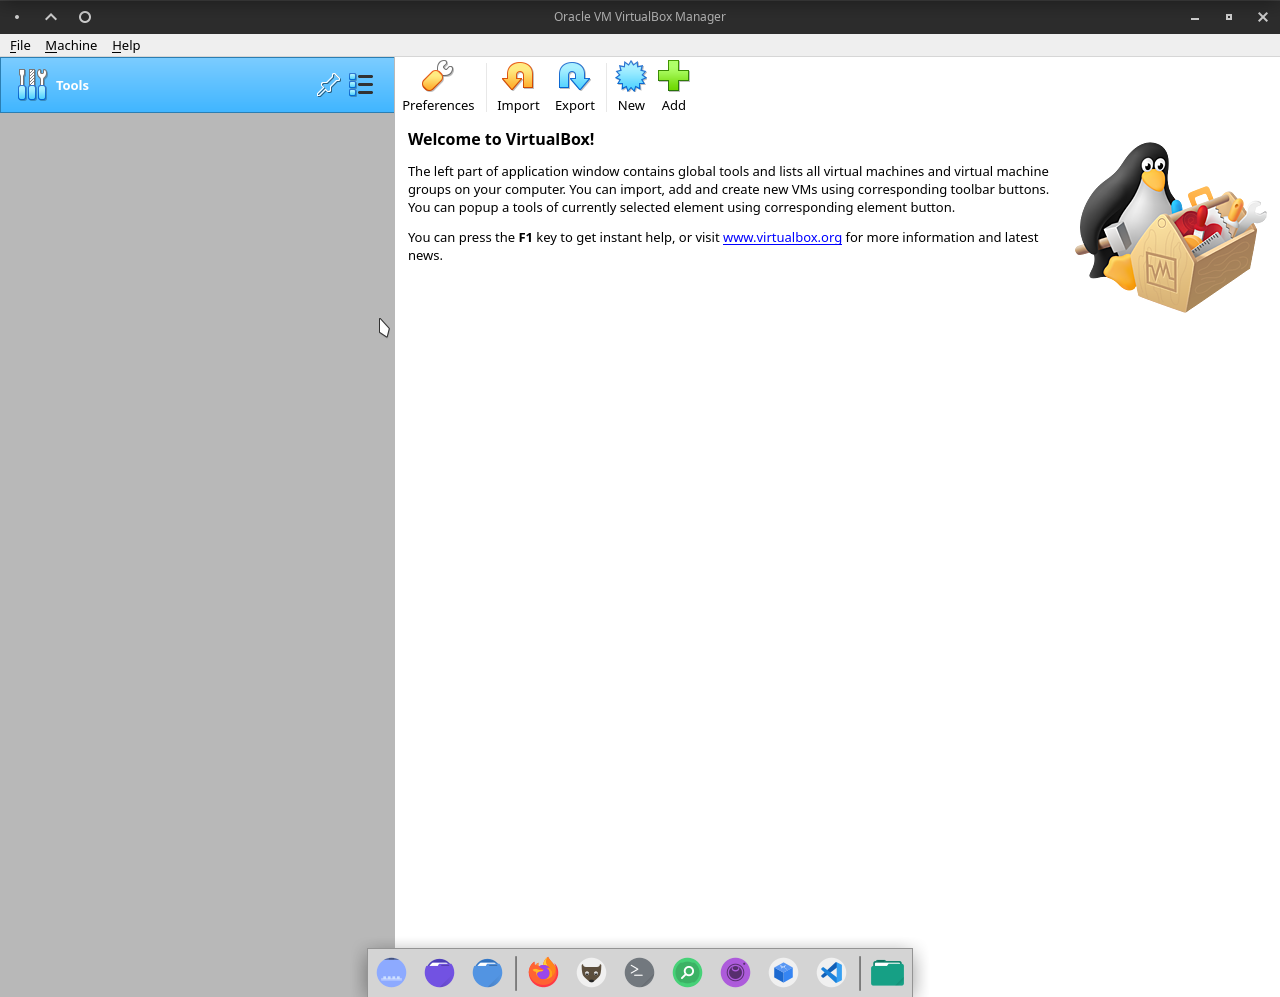 Oracle VM VirtualBox Manager
File Machine Help
Tools
Preferences Import Export New Add
Welcome to VirtualBox!
The left part of application window contains global tools and lists all virtual machines and virtual machine
groups on your computer. You can import, add and create new VMs using corresponding toolbar buttons.
You can popup a tools of currently selected element using corresponding element button.
You can press the F1 key to get instant help, or visit www.virtualbox.org for more information and latest
news.